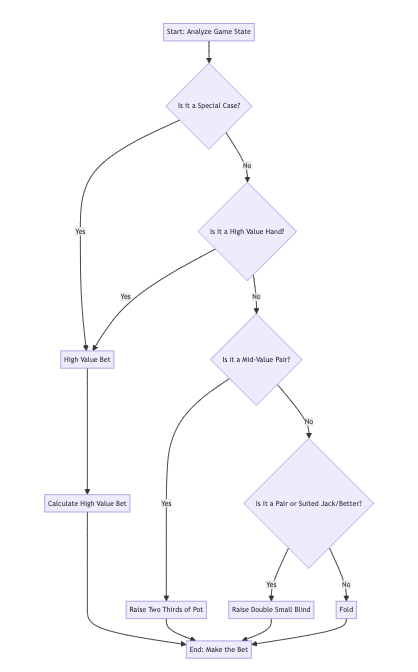 Start: Analyze Game State
Is it a Special Case?
No
Yes
Is it a High Value Hand?
Yes
No
High Value Bet
Is it a Mid-Value Pair?
No
Calculate High Value Bet
Yes
Is it a Pair or Suited Jack/Better?
Yes
No
Raise Two Thirds of Pot
Raise Double Small Blind
Fold
End: Make the Bet